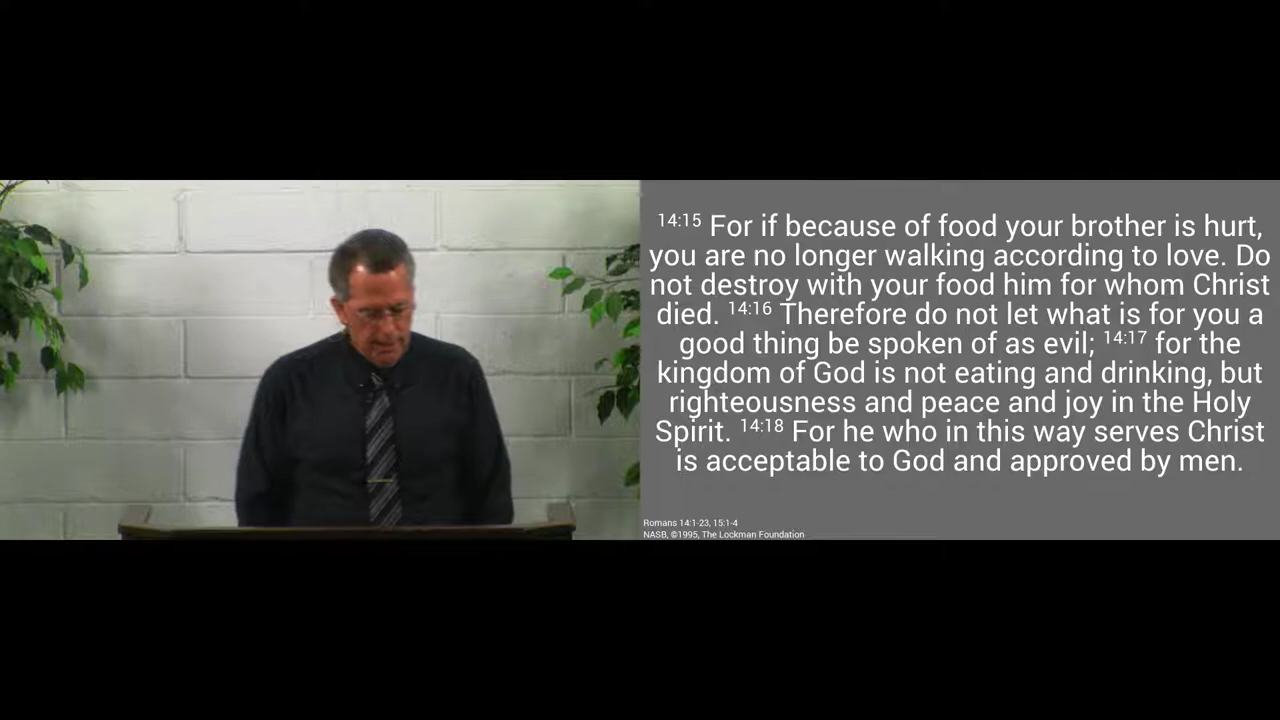 14:15 For if because of food your brother is hurt,
you are no longer walking according to love. Do
not destroy with your food him for whom Christ
died. 14:16 Therefore do not let what is for you a
good thing be spoken of as evil; 14:17 for the
kingdom of God is not eating and drinking, but
righteousness and peace and joy in the Holy
Spirit. 14:18 For he who in this way serves Christ
is acceptable to God and approved by men.
Romans 14:1-23, 15:1-4
NASB, ©1995, The Lockman Foundation